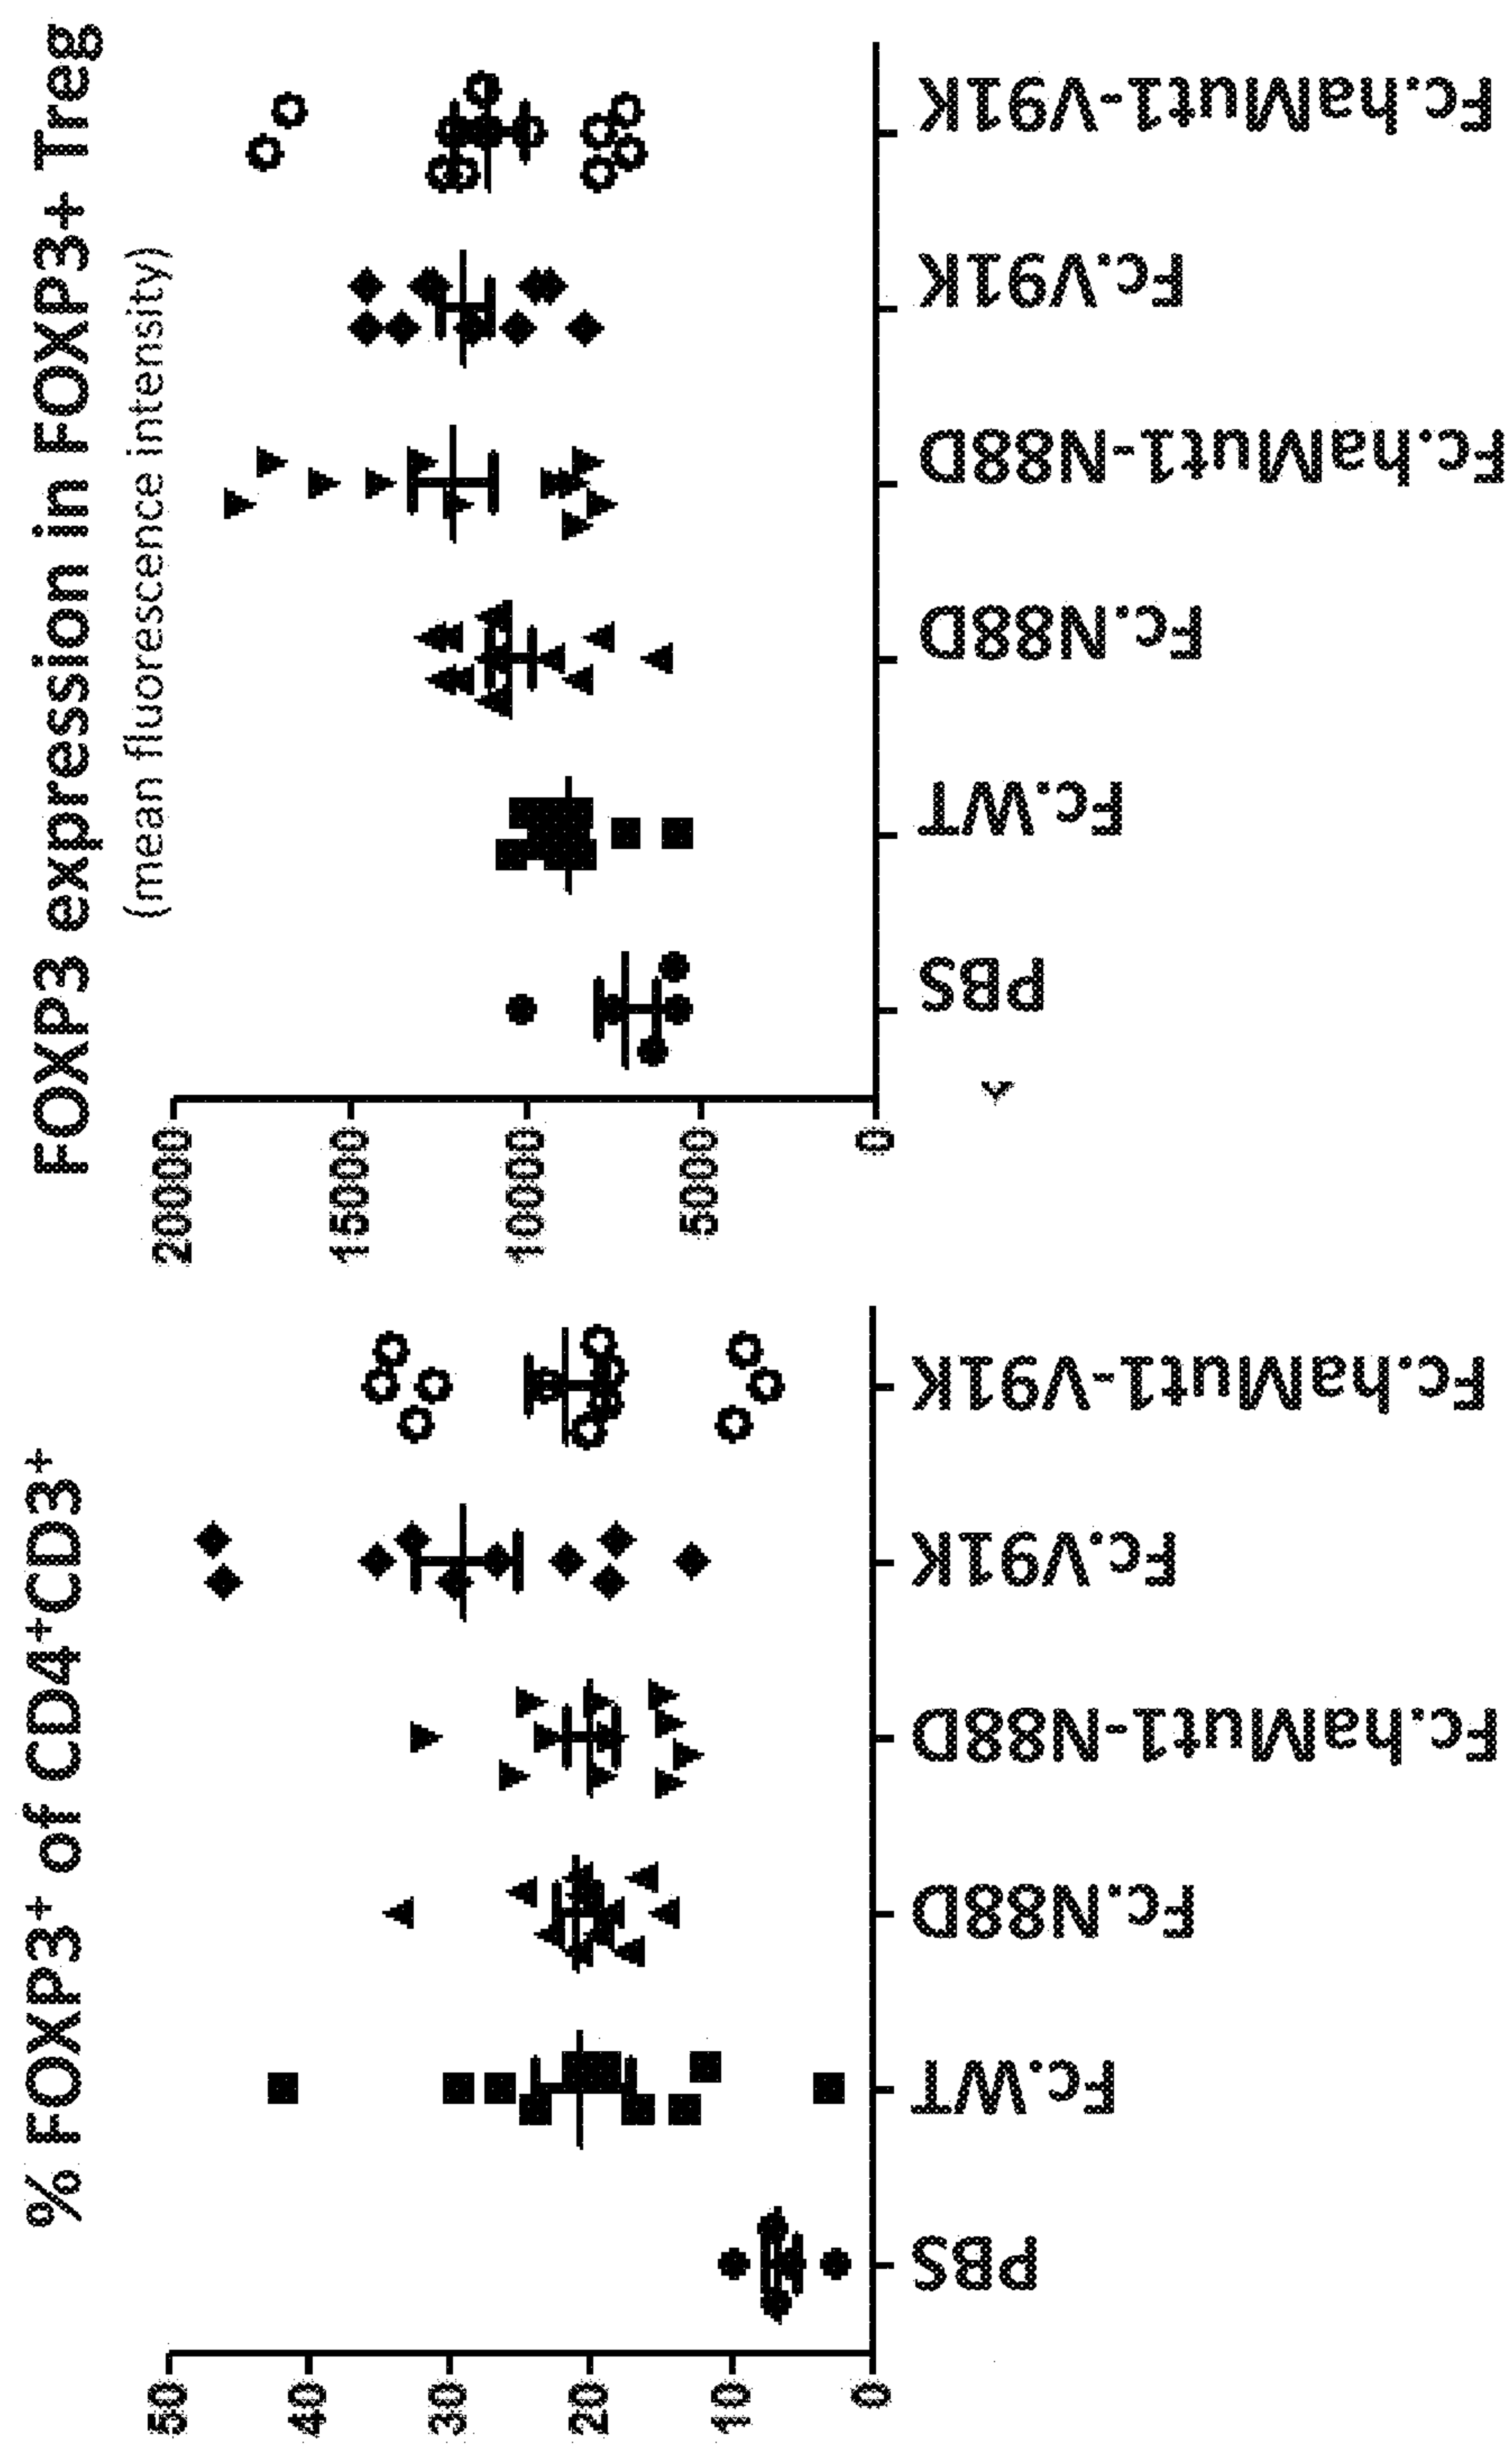 % FOXP3⁺ of CD4⁺CD3⁺
50
40
30
20
10
0
PBS
Fc.WT
Fc.N88D
Fc.haMut1-N88D
Fc.V91K
Fc.haMut1-V91K
FOXP3 expression in FOXP3+ Treg
(mean fluorescence intensity)
20000
15000
10000
5000
0
PBS
Fc.WT
Fc.N88D
Fc.haMut1-N88D
Fc.V91K
Fc.haMut1-V91K